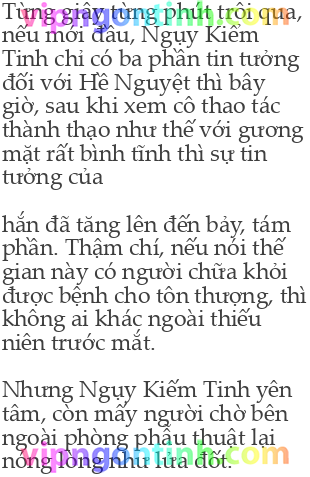 Từng giây từng phút trôi qua,
nếu mới đầu, Ngụy Kiếm
Tinh chỉ có ba phần tin tưởng
đối với Hề Nguyệt thì bây
giờ, sau khi xem cô thao tác
thành thạo như thế với gương
mặt rất bình tĩnh thì sự tin
tưởng của
hắn đã tăng lên đến bảy, tám
phần. Thậm chí, nếu nói thế
gian này có người chữa khỏi
được bệnh cho tôn thượng, thì
không ai khác ngoài thiếu
niên trước mắt.
Nhưng Ngụy Kiếm Tinh yên
tâm, còn mấy người chờ bên
ngoài phòng phẫu thuật lại
nóng lòng như lửa đốt.
vipngontinh.com
vipngontinh.com